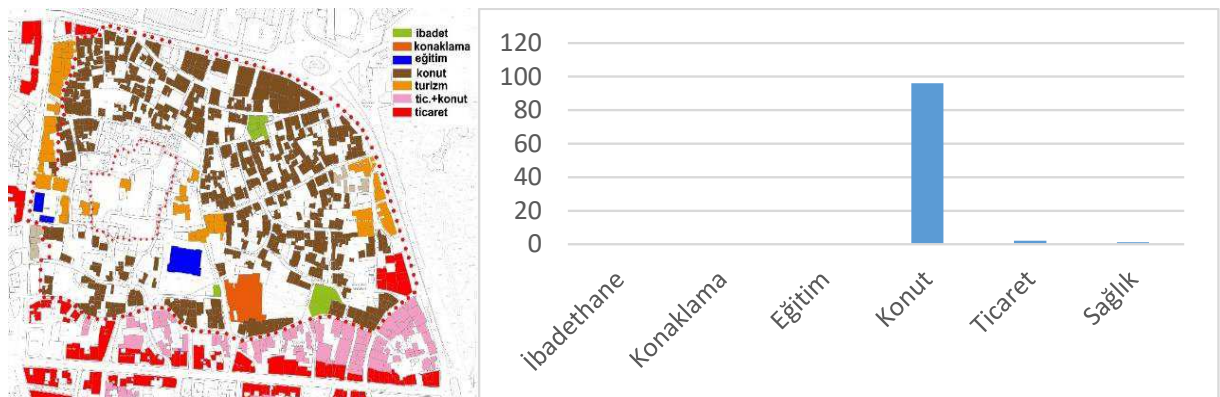 ibadet
konaklama
eğitim
konut
turizm
tic.+konut
ticaret
120
100
80
60
40
20
0
İbadethane
Konaklama
Eğitim
Konut
Ticaret
Sağlık